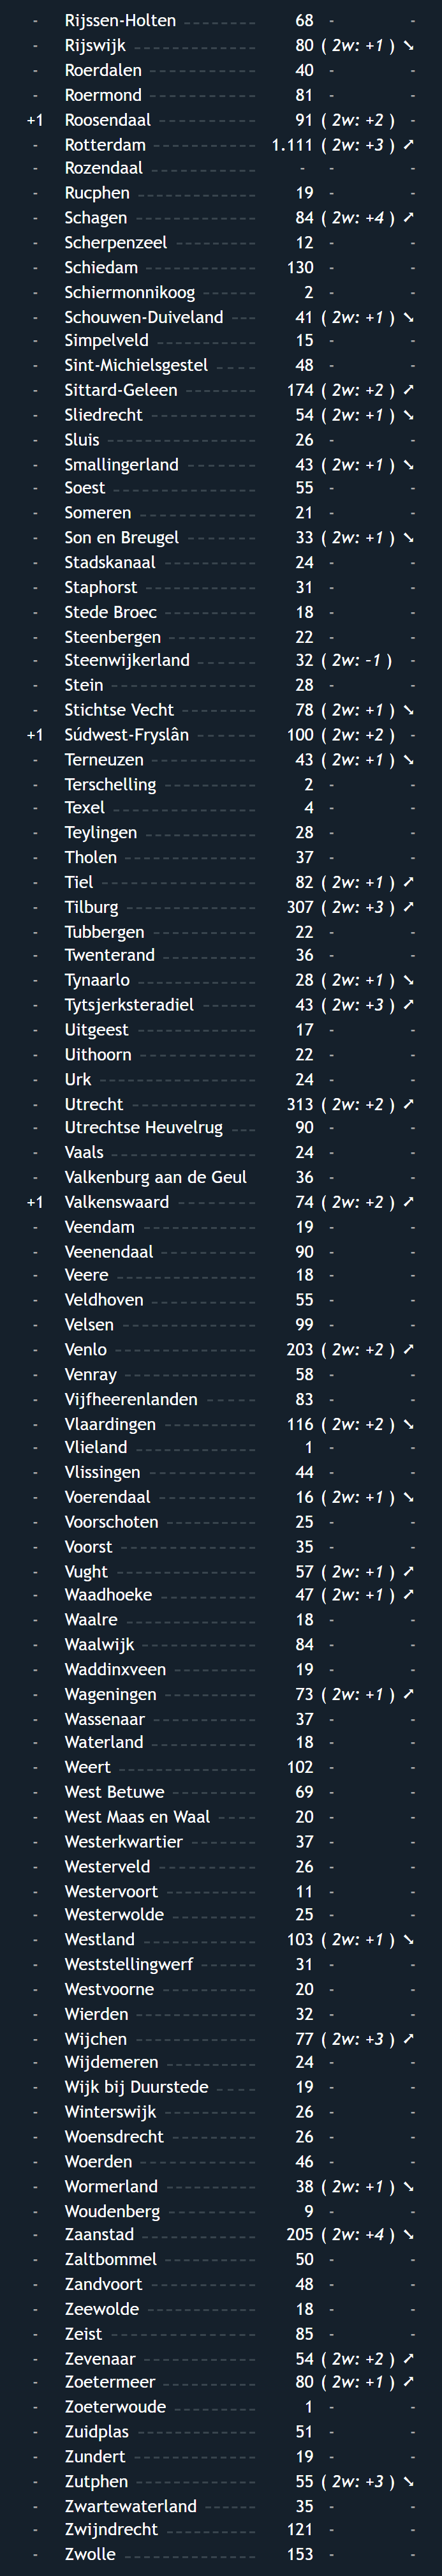 - Rijssen-Holten 68 - -
- Rijswijk 80 ( 2w: +1 ) ➘
- Roerdalen 40 - -
- Roermond 81 - -
+1 Roosendaal 91 ( 2w: +2 ) -
- Rotterdam 1.111 ( 2w: +3 ) ➚
- Rozendaal - - -
- Rucphen 19 - -
- Schagen 84 ( 2w: +4 ) ➚
- Scherpenzeel 12 - -
- Schiedam 130 - -
- Schiermonnikoog 2 - -
- Schouwen-Duiveland 41 ( 2w: +1 ) ➘
- Simpelveld 15 - -
- Sint-Michielsgestel 48 - -
- Sittard-Geleen 174 ( 2w: +2 ) ➚
- Sliedrecht 54 ( 2w: +1 ) ➘
- Sluis 26 - -
- Smallingerland 43 ( 2w: +1 ) ➘
- Soest 55 - -
- Someren 21 - -
- Son en Breugel 33 ( 2w: +1 ) ➘
- Stadskanaal 24 - -
- Staphorst 31 - -
- Stede Broec 18 - -
- Steenbergen 22 - -
- Steenwijkerland 32 ( 2w: -1 )
- Stein 28 - -
- Stichtse Vecht 78 ( 2w: +1 ) ➘
+1 Súdwest-Fryslân 100 ( 2w: +2 ) -
- Terneuzen 43 ( 2w: +1 ) ➘
- Terschelling 2 - -
- Texel 4 - -
- Teylingen 28 - -
- Tholen 37 - -
- Tiel 82 ( 2w: +1 ) ➚
- Tilburg 307 ( 2w: +3 ) ➚
- Tubbergen 22 - -
- Twenterand 36 - -
- Tynaarlo 28 ( 2w: +1 ) ➘
- Tytsjerksteradiel 43 ( 2w: +3 ) ➚
- Uitgeest 17 - -
- Uithoorn 22 - -
- Urk 24 - -
- Utrecht 313 ( 2w: +2 ) ➚
- Utrechtse Heuvelrug 90 - -
- Vaals 24 - -
- Valkenburg aan de Geul 36 - -
+1 Valkenswaard 74 ( 2w: +2 ) ➚
- Veendam 19 - -
- Veenendaal 90 - -
- Veere 18 - -
- Veldhoven 55 - -
- Velsen 99 - -
- Venlo 203 ( 2w: +2 ) ➚
- Venray 58 - -
- Vijfheerenlanden 83 - -
- Vlaardingen 116 ( 2w: +2 ) ➘
- Vlieland 1 - -
- Vlissingen 44 - -
- Voerendaal 16 ( 2w: +1 ) ➘
- Voorschoten 25 - -
- Voorst 35 - -
- Vught 57 ( 2w: +1 ) ➚
- Waadhoeke 47 ( 2w: +1 ) ➚
- Waalre 18 - -
- Waalwijk 84 - -
- Waddinxveen 19 - -
- Wageningen 73 ( 2w: +1 ) ➚
- Wassenaar 37 - -
- Waterland 18 - -
- Weert 102 - -
- West Betuwe 69 - -
- West Maas en Waal 20 - -
- Westerkwartier 37 - -
- Westerveld 26 - -
- Westervoort 11 - -
- Westerwolde 25 - -
- Westland 103 ( 2w: +1 ) ➘
- Weststellingwerf 31 - -
- Westvoorne 20 - -
- Wierden 32 - -
- Wijchen 77 ( 2w: +3 ) ➚
- Wijdemeren 24 - -
- Wijk bij Duurstede 19 - -
- Winterswijk 26 - -
- Woensdrecht 26 - -
- Woerden 46 - -
- Wormerland 38 ( 2w: +1 ) ➘
- Woudenberg 9 - -
- Zaanstad 205 ( 2w: +4 ) ➘
- Zaltbommel 50 - -
- Zandvoort 48 - -
- Zeewolde 18 - -
- Zeist 85 - -
- Zevenaar 54 ( 2w: +2 ) ➚
- Zoetermeer 80 ( 2w: +1 ) ➚
- Zoeterwoude 1 - -
- Zuidplas 51 - -
- Zundert 19 - -
- Zutphen 55 ( 2w: +3 ) ➘
- Zwartewaterland 35 - -
- Zwijndrecht 121 - -
- Zwolle 153 - -